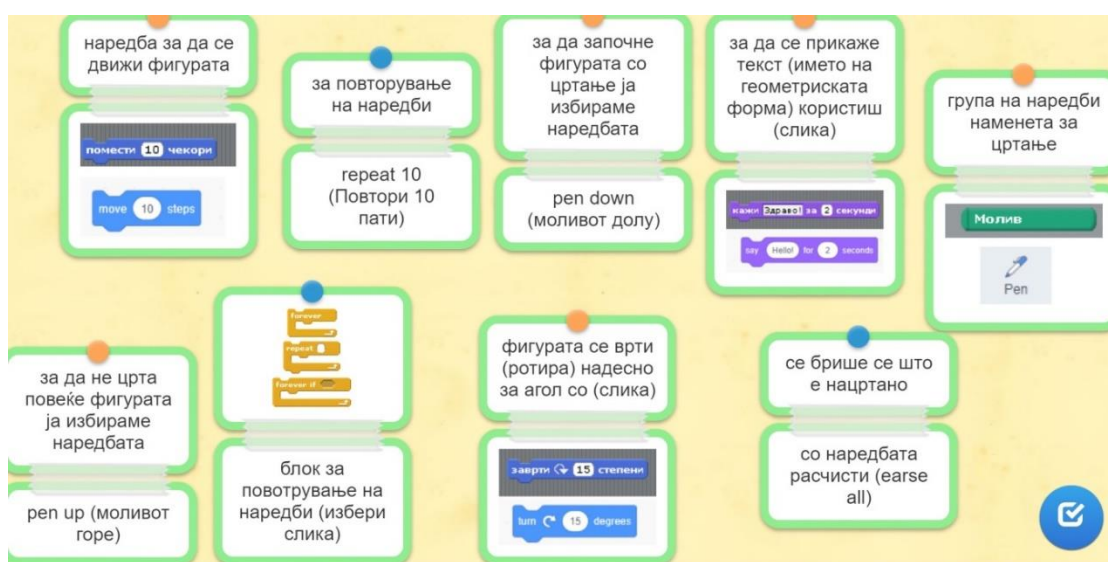 наредба за да се
движи фигурата
помести 10 чекори
move 10 steps
за повторување
на наредби
repeat 10
(Повтори 10
пати)
за да започне
фигурата со
цртање ја
избираме
наредбата
pen down
(моливот долу)
за да се прикаже
текст (името на
геометриската
форма) користиш
(слика)
кажи Здраво! за 2 секунди
say Hello! for 2 seconds
група на наредби
наменета за
цртање
Молив
Pen
за да не црта
повеќе фигурата
ја избираме
наредбата
pen up (моливот
горе)
forever
repeat
forever if
блок за
повотрување на
наредби (избери
слика)
фигурата се врти
(ротира) надесно
за агол со (слика)
заврти 15 степени
turn 15 degrees
се брише се што
е нацртано
со наредбата
расчисти (earse
all)